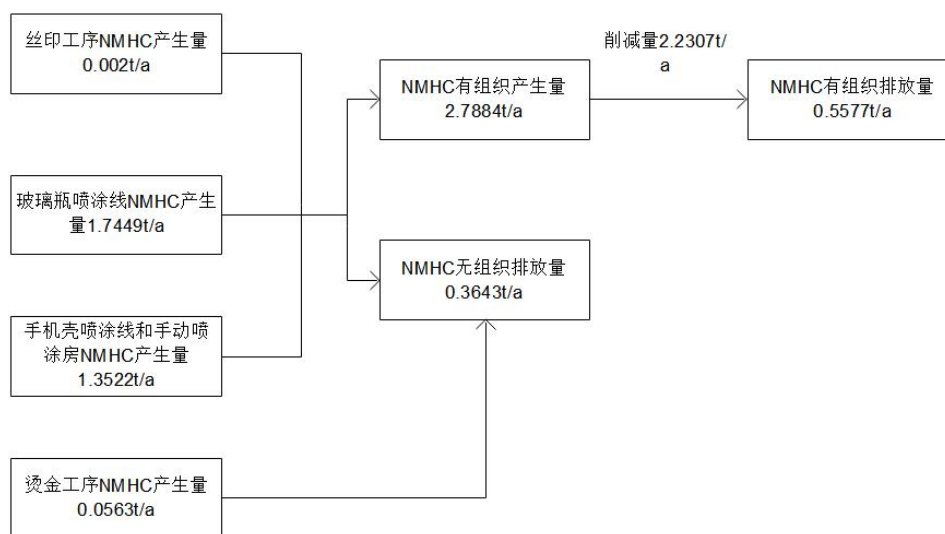 丝印工序NMHC产生量
0.002t/a
削减量2.2307t/
a
NMHC有组织产生量
2.7884t/a
NMHC有组织排放量
0.5577t/a
玻璃瓶喷涂线NMHC产生
量1.7449t/a
NMHC无组织排放量
0.3643t/a
手机壳喷涂线和手动喷
涂房NMHC产生量
1.3522t/a
烫金工序NMHC产生量
0.0563t/a